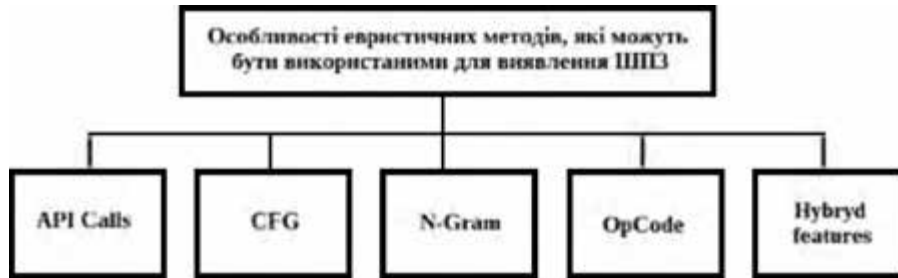 Особливості евристичних методів, які можуть
бути використаними для виявлення ШПЗ
API Calls
CFG
N-Gram
OpCode
Hybryd
features